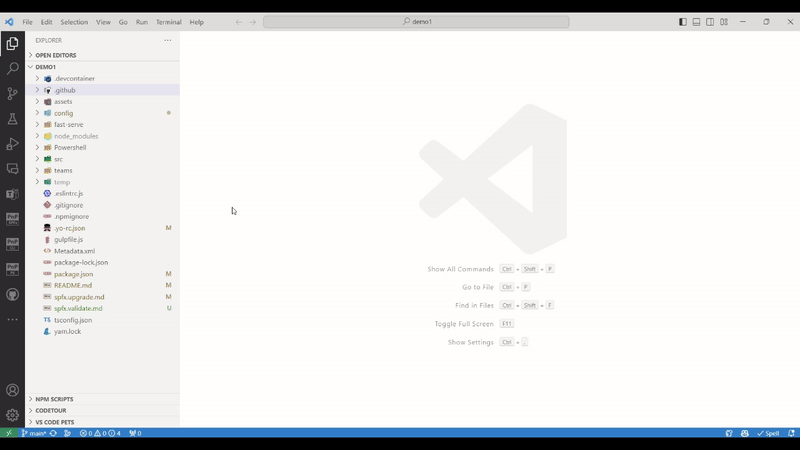 File Edit Selection View Go Run Terminal Help
demo1
EXPLORER
OPEN EDITORS
DEMO1
.devcontainer
.github
assets
config
fast-serve
node_modules
Powershell
src
teams
temp
.eslintrc.js
.gitignore
.npmignore
.yo-rc.json M
gulpfile.js
Metadata.xml
package-lock.json
package.json M
README.md M
spfx.upgrade.md M
spfx.validate.md U
tsconfig.json
yarn.lock
NPM SCRIPTS
CODETOUR
VS CODE PETS
Show All Commands Ctrl + Shift + P
Go to File Ctrl + P
Find in Files Ctrl + Shift + F
Toggle Full Screen F11
Show Settings Ctrl + ,
main* 0 0 4 0 Spell